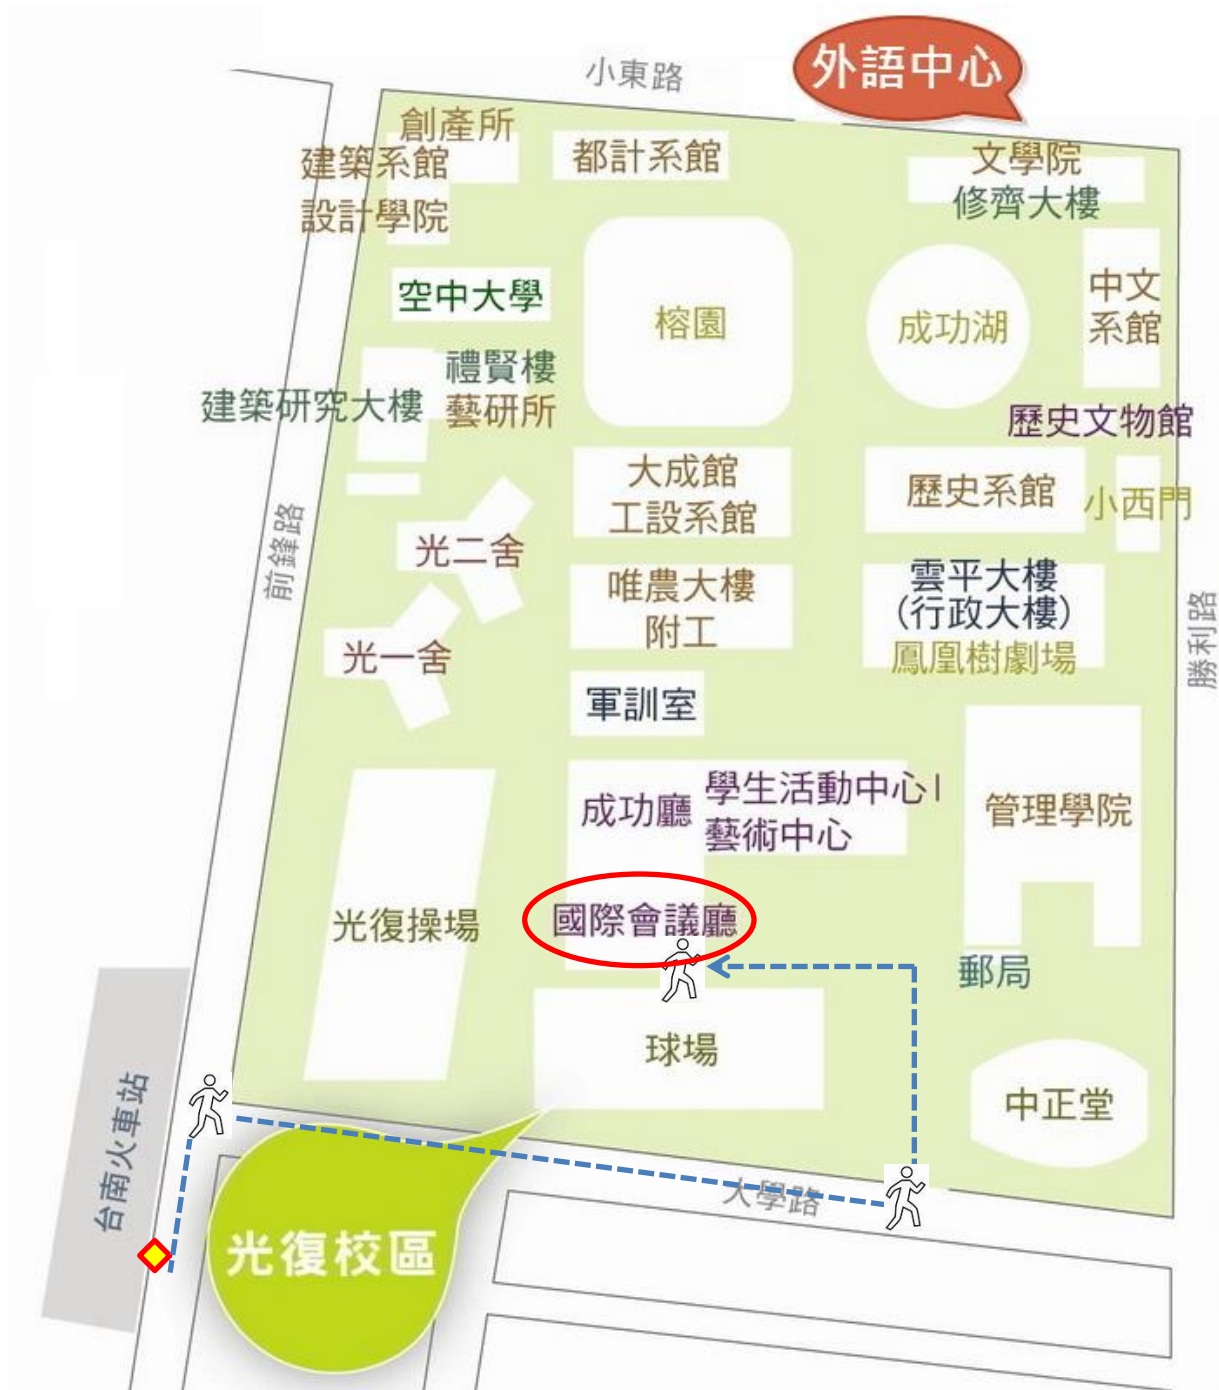 外語中心
小東路
創產所
建築系館
設計學院
都計系館
文學院
修齊大樓
空中大學
榕園
成功湖
中文
系館
禮賢樓
藝研所
建築研究大樓
歷史文物館
大成館
工設系館
歷史系館
小西門
前鋒路
光二舍
唯農大樓
附工
雲平大樓
(行政大樓)
鳳凰樹劇場
勝利路
光一舍
軍訓室
成功廳
學生活動中心I
藝術中心
管理學院
光復操場
國際會議廳
郵局
球場
中正堂
台南火車站
大學路
光復校區